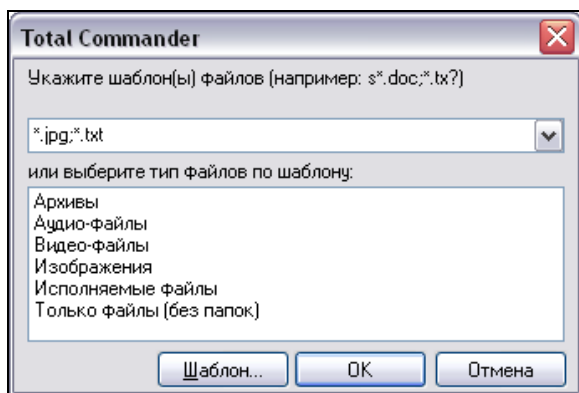 Total Commander
Укажите шаблон(ы) файлов (например: s*.doc;*.tx?)
*.jpg;*.txt
или выберите тип файлов по шаблону:
Архивы
Аудио-файлы
Видео-файлы
Изображения
Исполняемые файлы
Только файлы (без папок)
Шаблон... OK Отмена